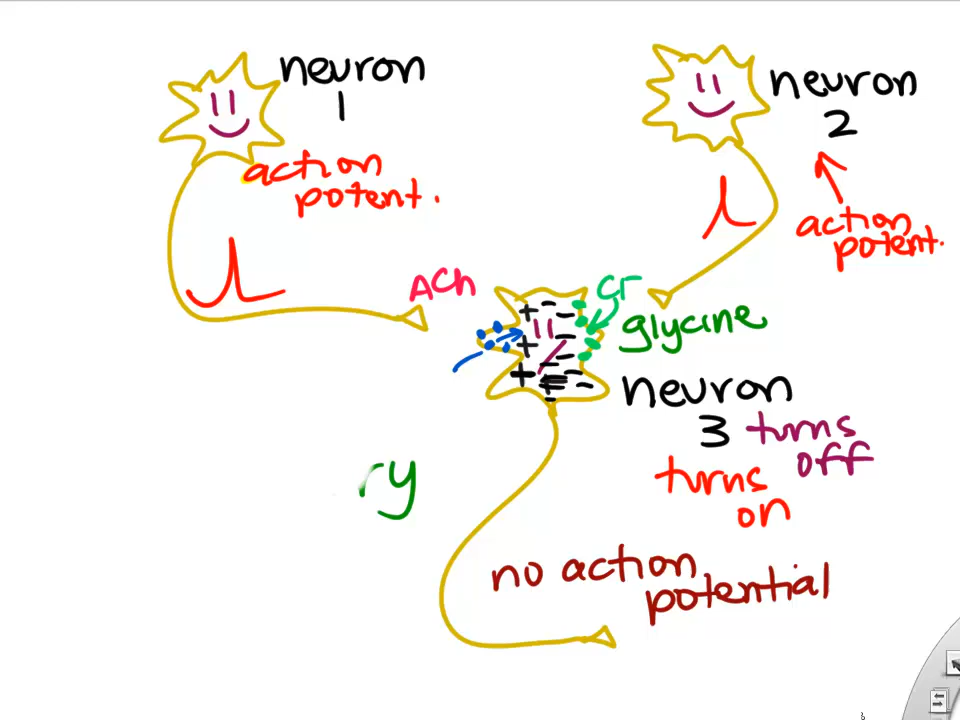 neuron
1
action
potent.
neuron
2
action
potent.
ACh
Cl-
glycine
neuron
3
turns
off
turns
on
ry
no action
potential